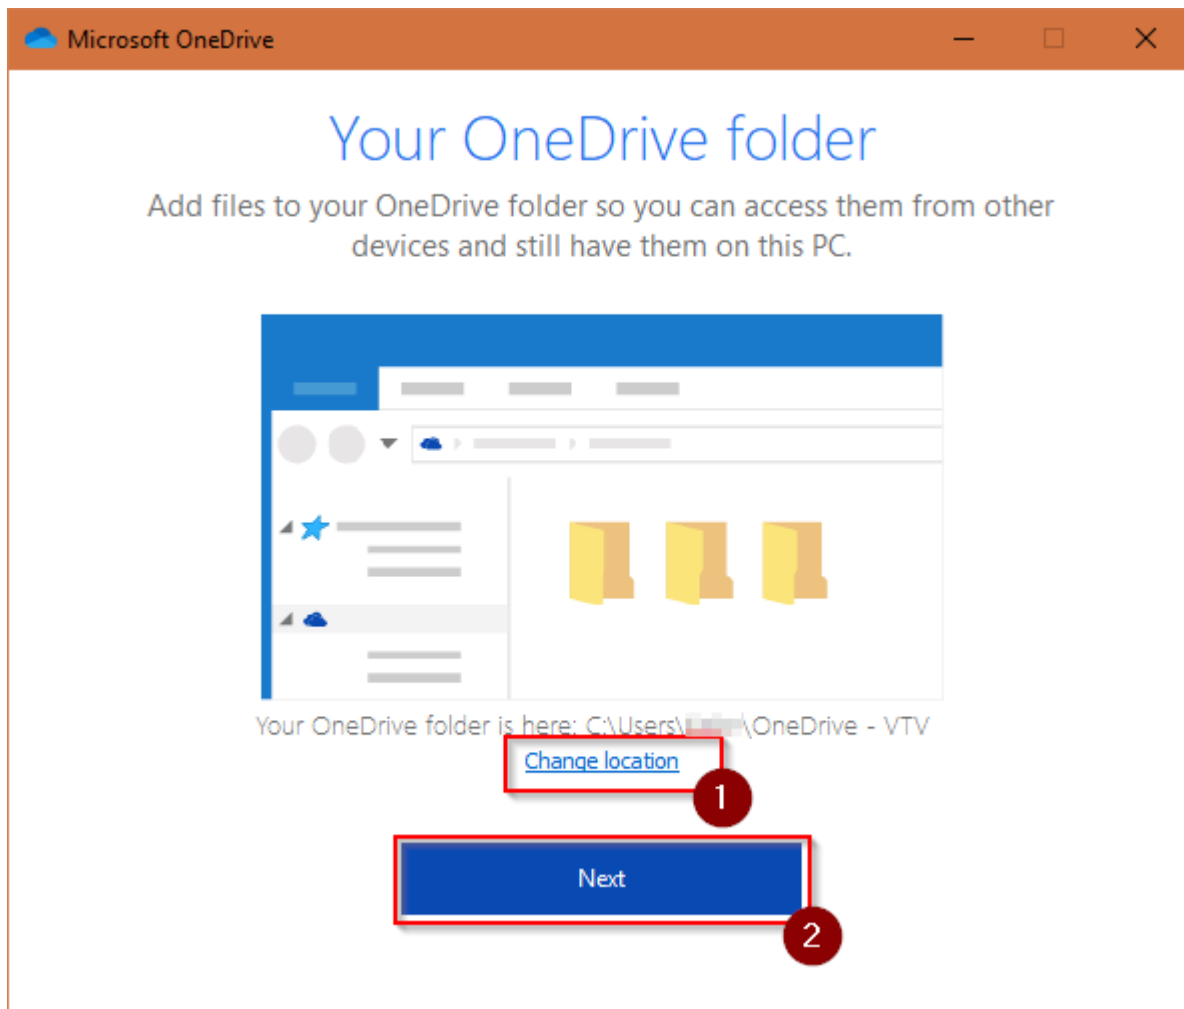 Microsoft OneDrive
Your OneDrive folder
Add files to your OneDrive folder so you can access them from other
devices and still have them on this PC.
Your OneDrive folder is here: C:\Users\ \OneDrive - VTV
Change location
1
Next
2